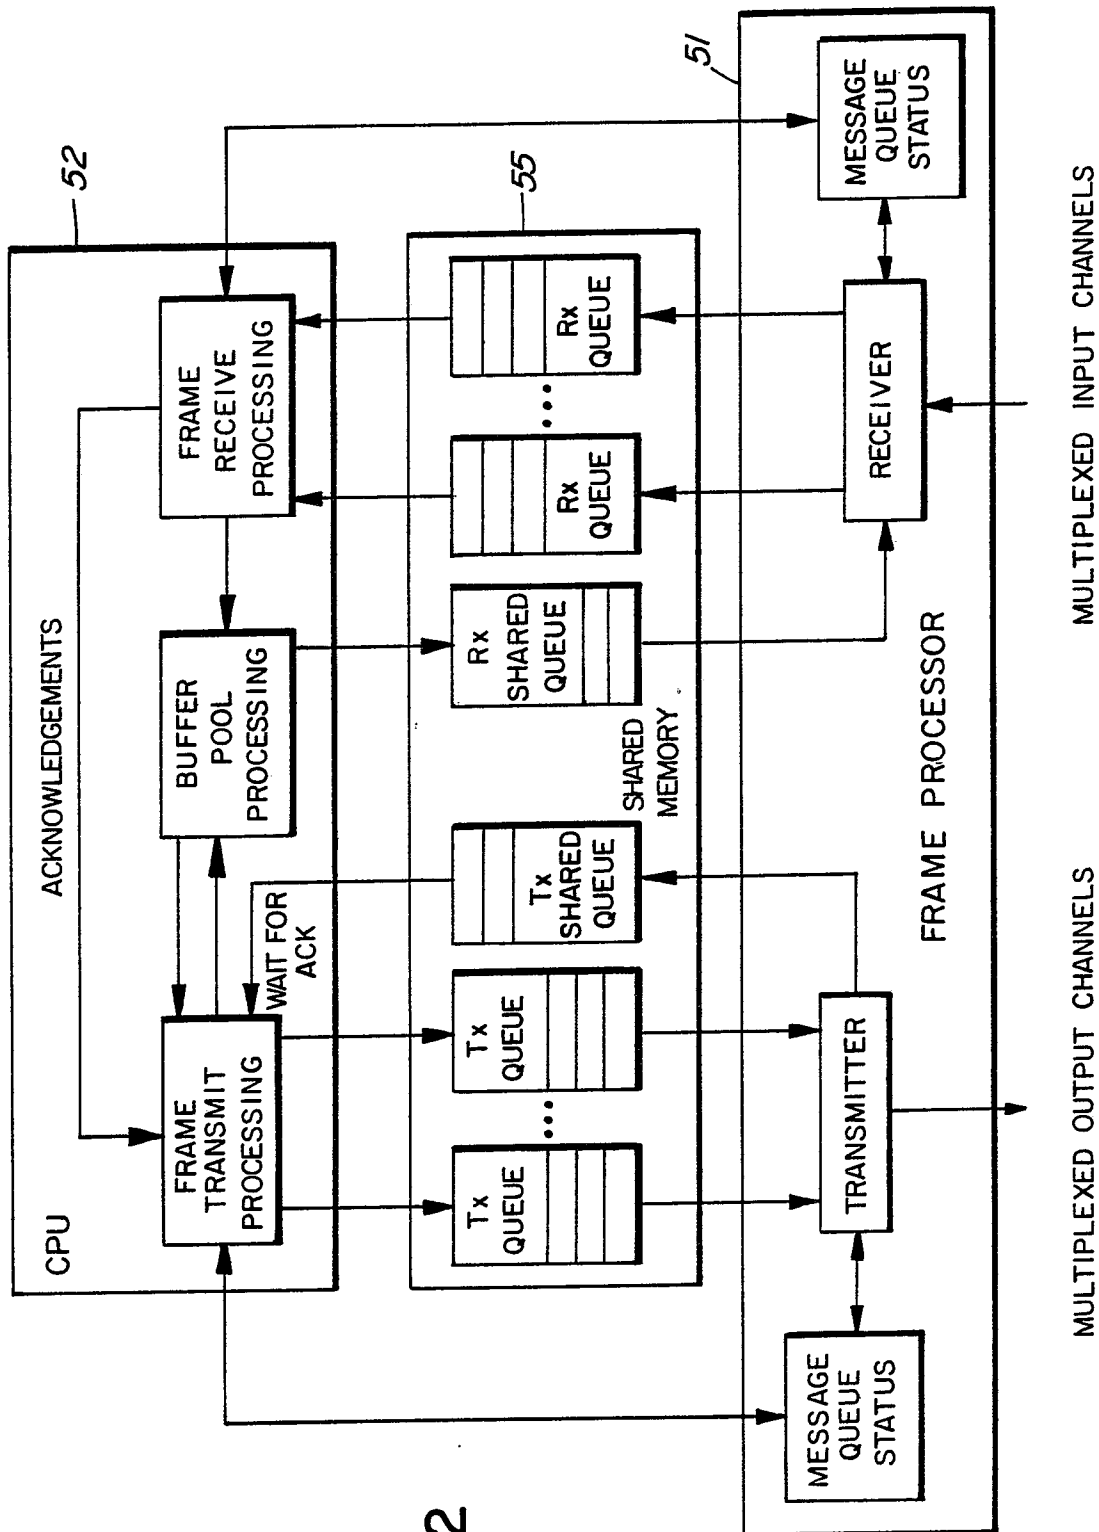 52
CPU
ACKNOWLEDGEMENTS
FRAME
TRANSMIT
PROCESSING
BUFFER
POOL
PROCESSING
FRAME
RECEIVE
PROCESSING
WAIT FOR
ACK
55
Tx
QUEUE
Tx
QUEUE
Tx
SHARED
QUEUE
Rx
SHARED
QUEUE
Rx
QUEUE
Rx
QUEUE
SHARED
MEMORY
51
MESSAGE
QUEUE
STATUS
TRANSMITTER
FRAME PROCESSOR
RECEIVER
MESSAGE
QUEUE
STATUS
MULTIPLEXED OUTPUT CHANNELS
MULTIPLEXED INPUT CHANNELS
2